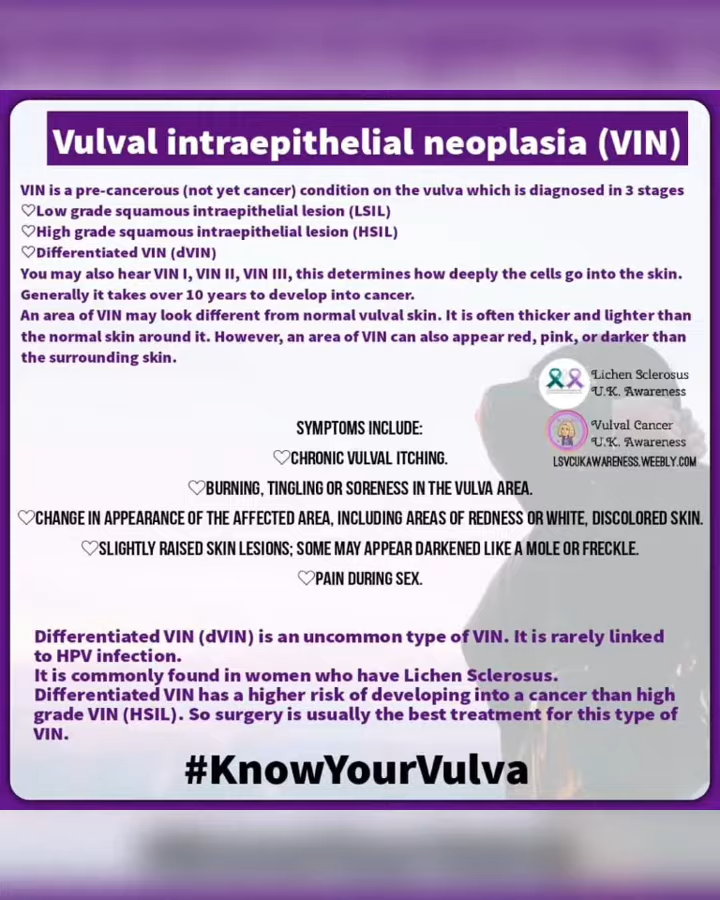 Vulval intraepithelial neoplasia (VIN)
VIN is a pre-cancerous (not yet cancer) condition on the vulva which is diagnosed in 3 stages
♡Low grade squamous intraepithelial lesion (LSIL)
♡High grade squamous intraepithelial lesion (HSIL)
♡Differentiated VIN (dVIN)
You may also hear VIN I, VIN II, VIN III, this determines how deeply the cells go into the skin.
Generally it takes over 10 years to develop into cancer.
An area of VIN may look different from normal vulval skin. It is often thicker and lighter than
the normal skin around it. However, an area of VIN can also appear red, pink, or darker than
the surrounding skin.
Lichen Sclerosus
U.K. Awareness
Vulval Cancer
U.K. Awareness
LSVCUKAWARENESS.WEEBLY.COM
SYMPTOMS INCLUDE:
♡CHRONIC VULVAL ITCHING.
♡BURNING, TINGLING OR SORENESS IN THE VULVA AREA.
♡CHANGE IN APPEARANCE OF THE AFFECTED AREA, INCLUDING AREAS OF REDNESS OR WHITE, DISCOLORED SKIN.
♡SLIGHTLY RAISED SKIN LESIONS; SOME MAY APPEAR DARKENED LIKE A MOLE OR FRECKLE.
♡PAIN DURING SEX.
Differentiated VIN (dVIN) is an uncommon type of VIN. It is rarely linked
to HPV infection.
It is commonly found in women who have Lichen Sclerosus.
Differentiated VIN has a higher risk of developing into a cancer than high
grade VIN (HSIL). So surgery is usually the best treatment for this type of
VIN.
#KnowYourVulva